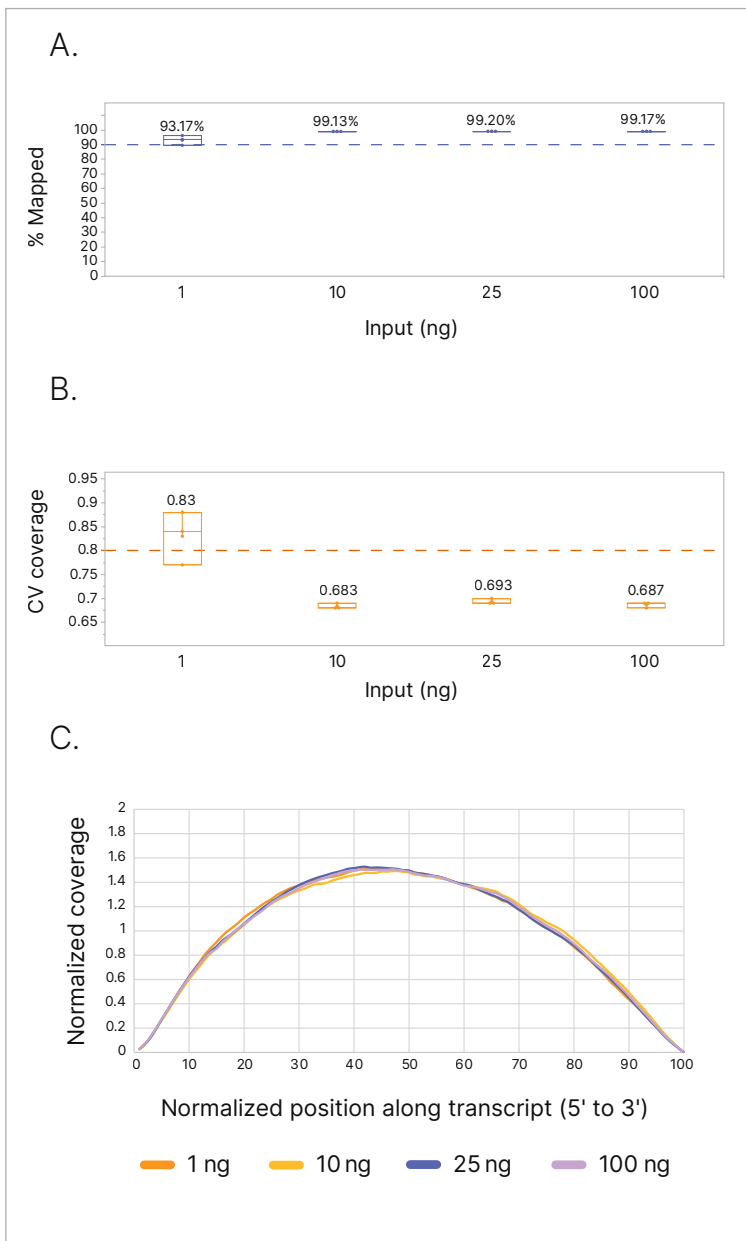 A.
93.17% 99.13% 99.20% 99.17%
100
90
80
70
60
50
40
30
20
10
0
% Mapped
1 10 25 100
Input (ng)
B.
0.95
0.9
0.85
0.8
0.75
0.7
0.65
CV coverage
0.83
0.683 0.693 0.687
1 10 25 100
Input (ng)
C.
2
1.8
1.6
1.4
1.2
1
0.8
0.6
0.4
0.2
0
Normalized coverage
0 10 20 30 40 50 60 70 80 90 100
Normalized position along transcript (5' to 3')
1 ng 10 ng 25 ng 100 ng